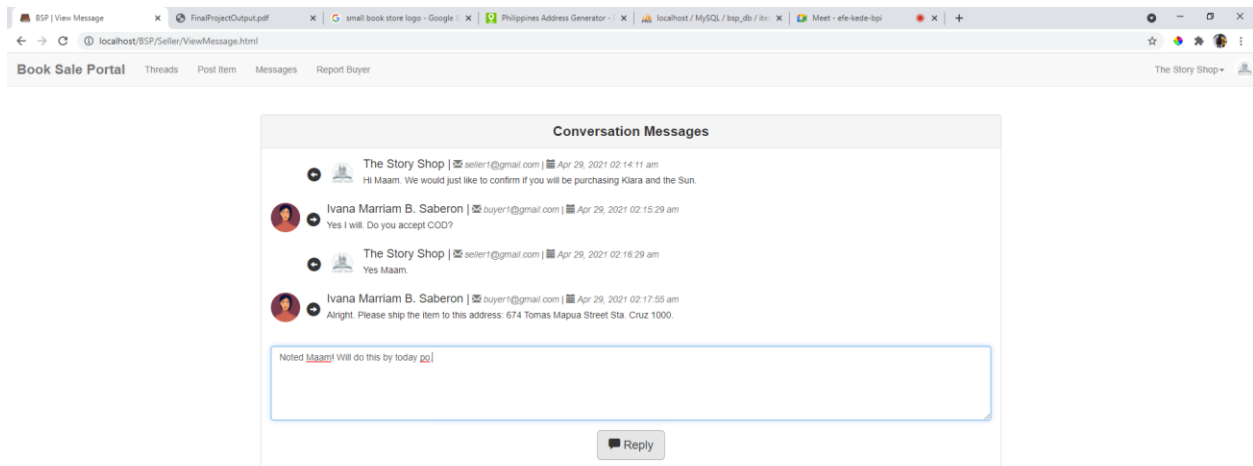 BSP | View Message
FinalProjectOutput.pdf
small book store logo - Google S
Philippines Address Generator -
localhost / MySQL / bsp_db / ite
Meet - efe-kede-bpi
localhost/BSP/Seller/ViewMessage.html
Book Sale Portal Threads Post Item Messages Report Buyer The Story Shop
Conversation Messages
The Story Shop | seller1@gmail.com | Apr 29, 2021 02:14:11 am
Hi Maam. We would just like to confirm if you will be purchasing Klara and the Sun.
Ivana Marriam B. Saberon | buyer1@gmail.com | Apr 29, 2021 02:15:29 am
Yes I will. Do you accept COD?
The Story Shop | seller1@gmail.com | Apr 29, 2021 02:16:29 am
Yes Maam.
Ivana Marriam B. Saberon | buyer1@gmail.com | Apr 29, 2021 02:17:55 am
Alright. Please ship the item to this address: 674 Tomas Mapua Street Sta. Cruz 1000.
Noted Maam! Will do this by today po.
Reply